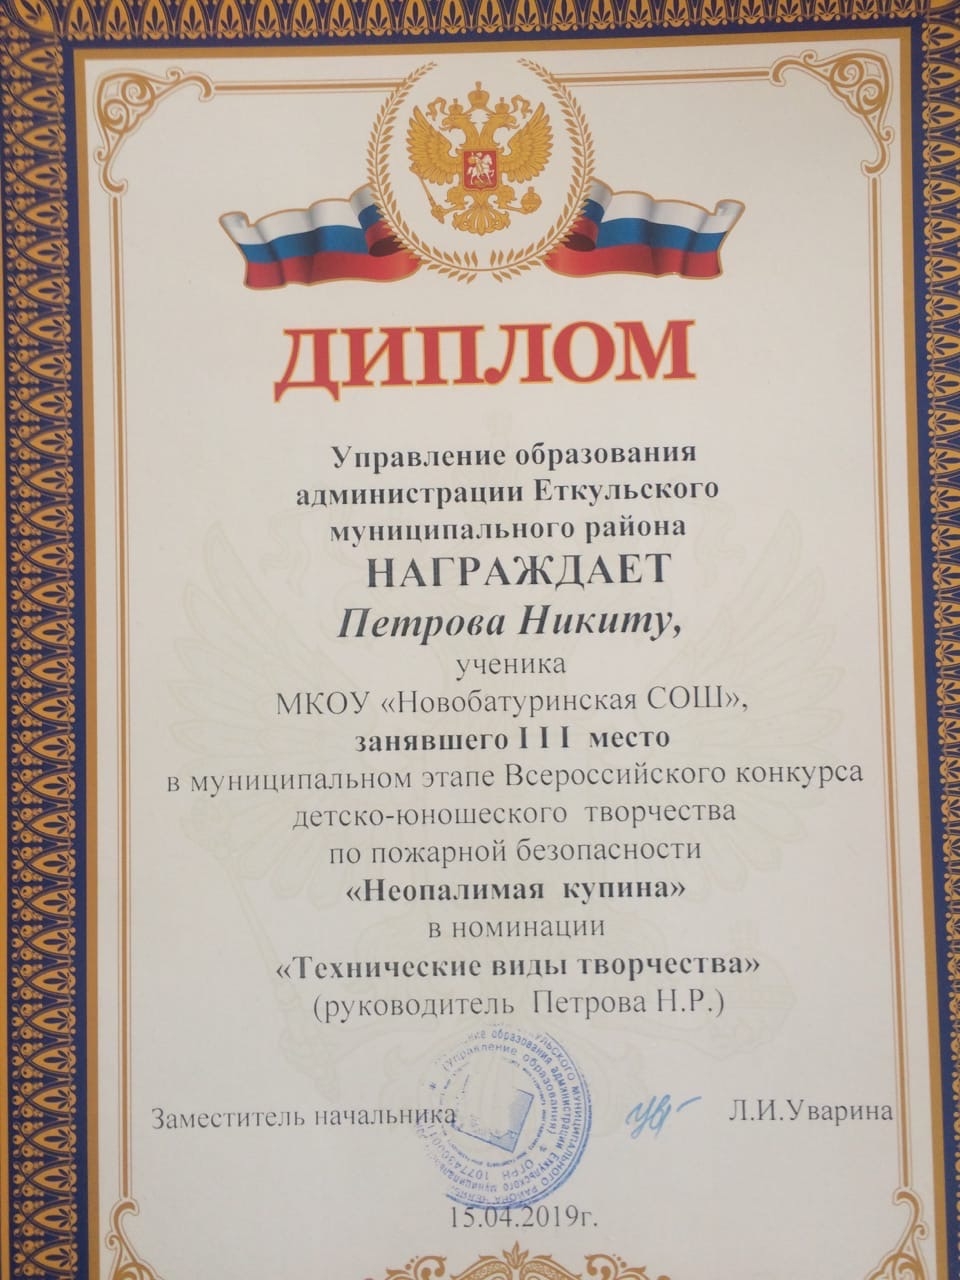 ДИПЛОМ
Управление образования
администрации Еткульского
муниципального района
НАГРАЖДАЕТ
Петрова Никиту,
ученика
МКОУ «Новобатуринская СОШ»,
занявшего I I I место
в муниципальном этапе Всероссийского конкурса
детско-юношеского творчества
по пожарной безопасности
«Неопалимая купина»
в номинации
«Технические виды творчества»
(руководитель Петрова Н.Р.)
Заместитель начальника
Л.И.Уварина
15.04.2019г.